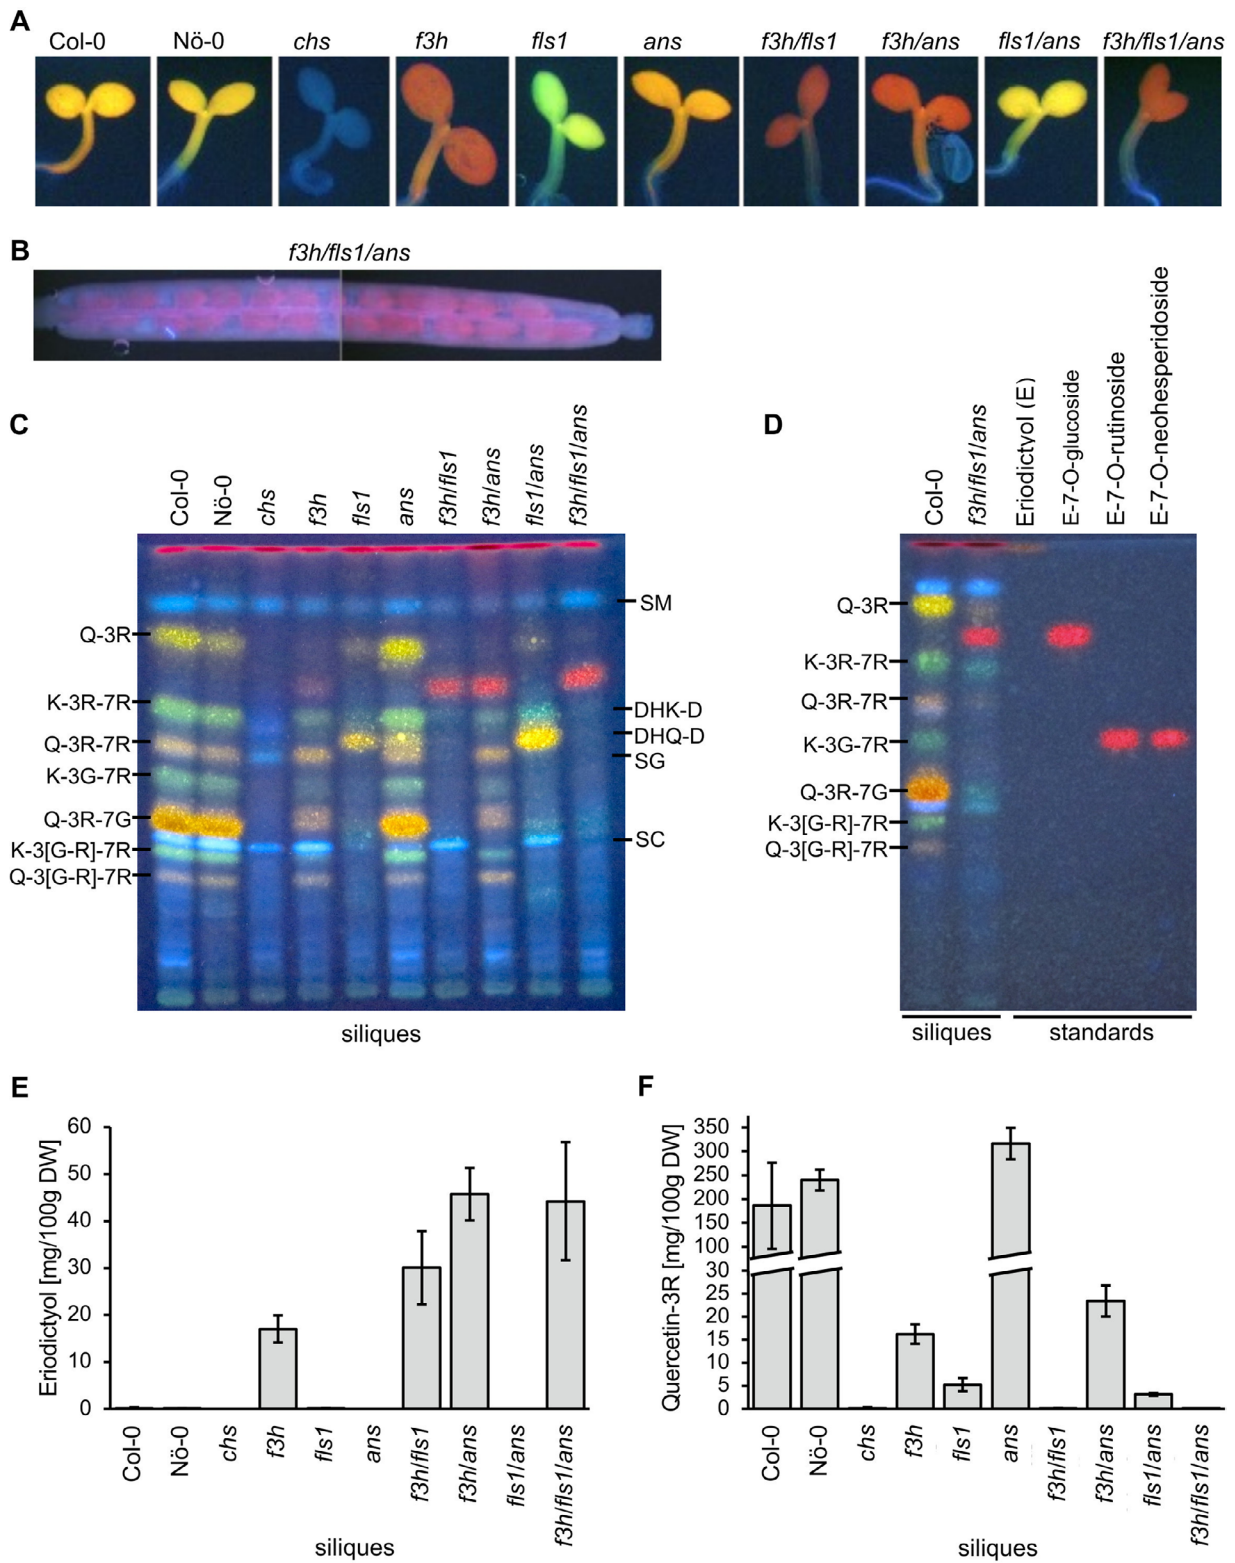 A
Col-0 Nö-0 chs f3h fls1 ans f3h/fls1 f3h/ans fls1/ans f3h/fls1/ans
B
f3h/fls1/ans
C
Col-0 Nö-0 chs f3h fls1 ans f3h/fls1 f3h/ans fls1/ans f3h/fls1/ans
Q-3R
K-3R-7R
Q-3R-7R
K-3G-7R
Q-3R-7G
K-3[G-R]-7R
Q-3[G-R]-7R
SM
DHK-D
DHQ-D
SG
SC
siliques
D
Col-0 f3h/fls1/ans Eriodictyol (E) E-7-O-glucoside E-7-O-rutinoside E-7-O-neohesperidoside
Q-3R
K-3R-7R
Q-3R-7R
K-3G-7R
Q-3R-7G
K-3[G-R]-7R
Q-3[G-R]-7R
siliques standards
E
Eriodictyol [mg/100g DW]
60
50
40
30
20
10
0
Col-0 Nö-0 chs f3h fls1 ans f3h/fls1 f3h/ans fls1/ans f3h/fls1/ans
siliques
F
Quercetin-3R [mg/100g DW]
350
300
250
200
150
100
30
25
20
15
10
5
0
Col-0 Nö-0 chs f3h fls1 ans f3h/fls1 f3h/ans fls1/ans f3h/fls1/ans
siliques